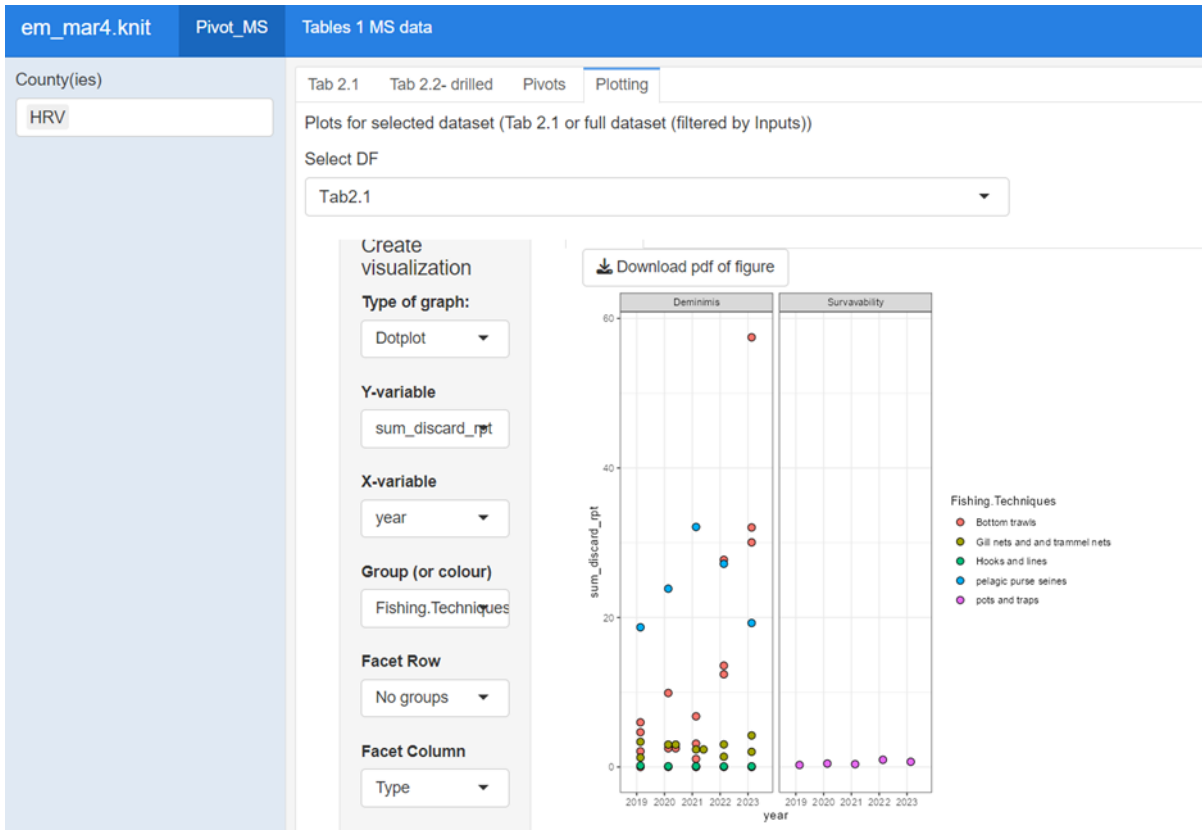 em_mar4.knit Pivot_MS Tables 1 MS data
County(ies)
HRV
Tab 2.1 Tab 2.2- drilled Pivots Plotting
Plots for selected dataset (Tab 2.1 or full dataset (filtered by Inputs))
Select DF
Tab2.1
Create
visualization
Type of graph:
Dotplot
Y-variable
sum_discard_rpt
X-variable
year
Group (or colour)
Fishing.Techniques
Facet Row
No groups
Facet Column
Type
Download pdf of figure
Deminimis Survavability
60
40
20
0
sum_discard_rpt
2019 2020 2021 2022 2023 2019 2020 2021 2022 2023
year
Fishing.Techniques
Bottom trawls
Gill nets and and trammel nets
Hooks and lines
pelagic purse seines
pots and traps